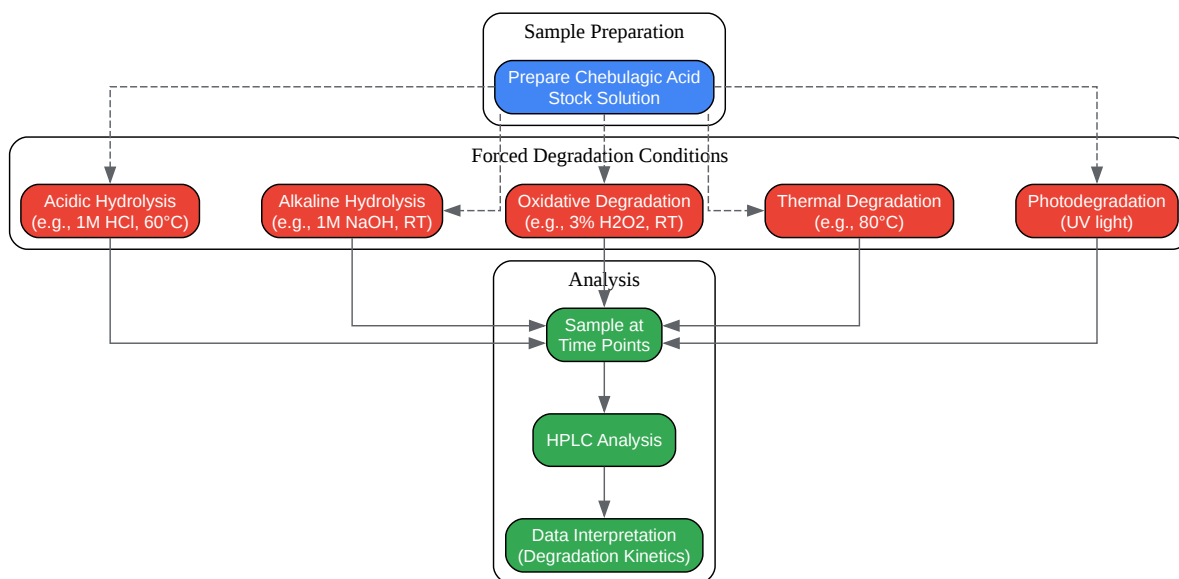 Sample Preparation
Prepare Chebulagic Acid
Stock Solution
Forced Degradation Conditions
Acidic Hydrolysis
(e.g., 1M HCl, 60°C)
Alkaline Hydrolysis
(e.g., 1M NaOH, RT)
Oxidative Degradation
(e.g., 3% H2O2, RT)
Thermal Degradation
(e.g., 80°C)
Photodegradation
(UV light)
Analysis
Sample at
Time Points
HPLC Analysis
Data Interpretation
(Degradation Kinetics)